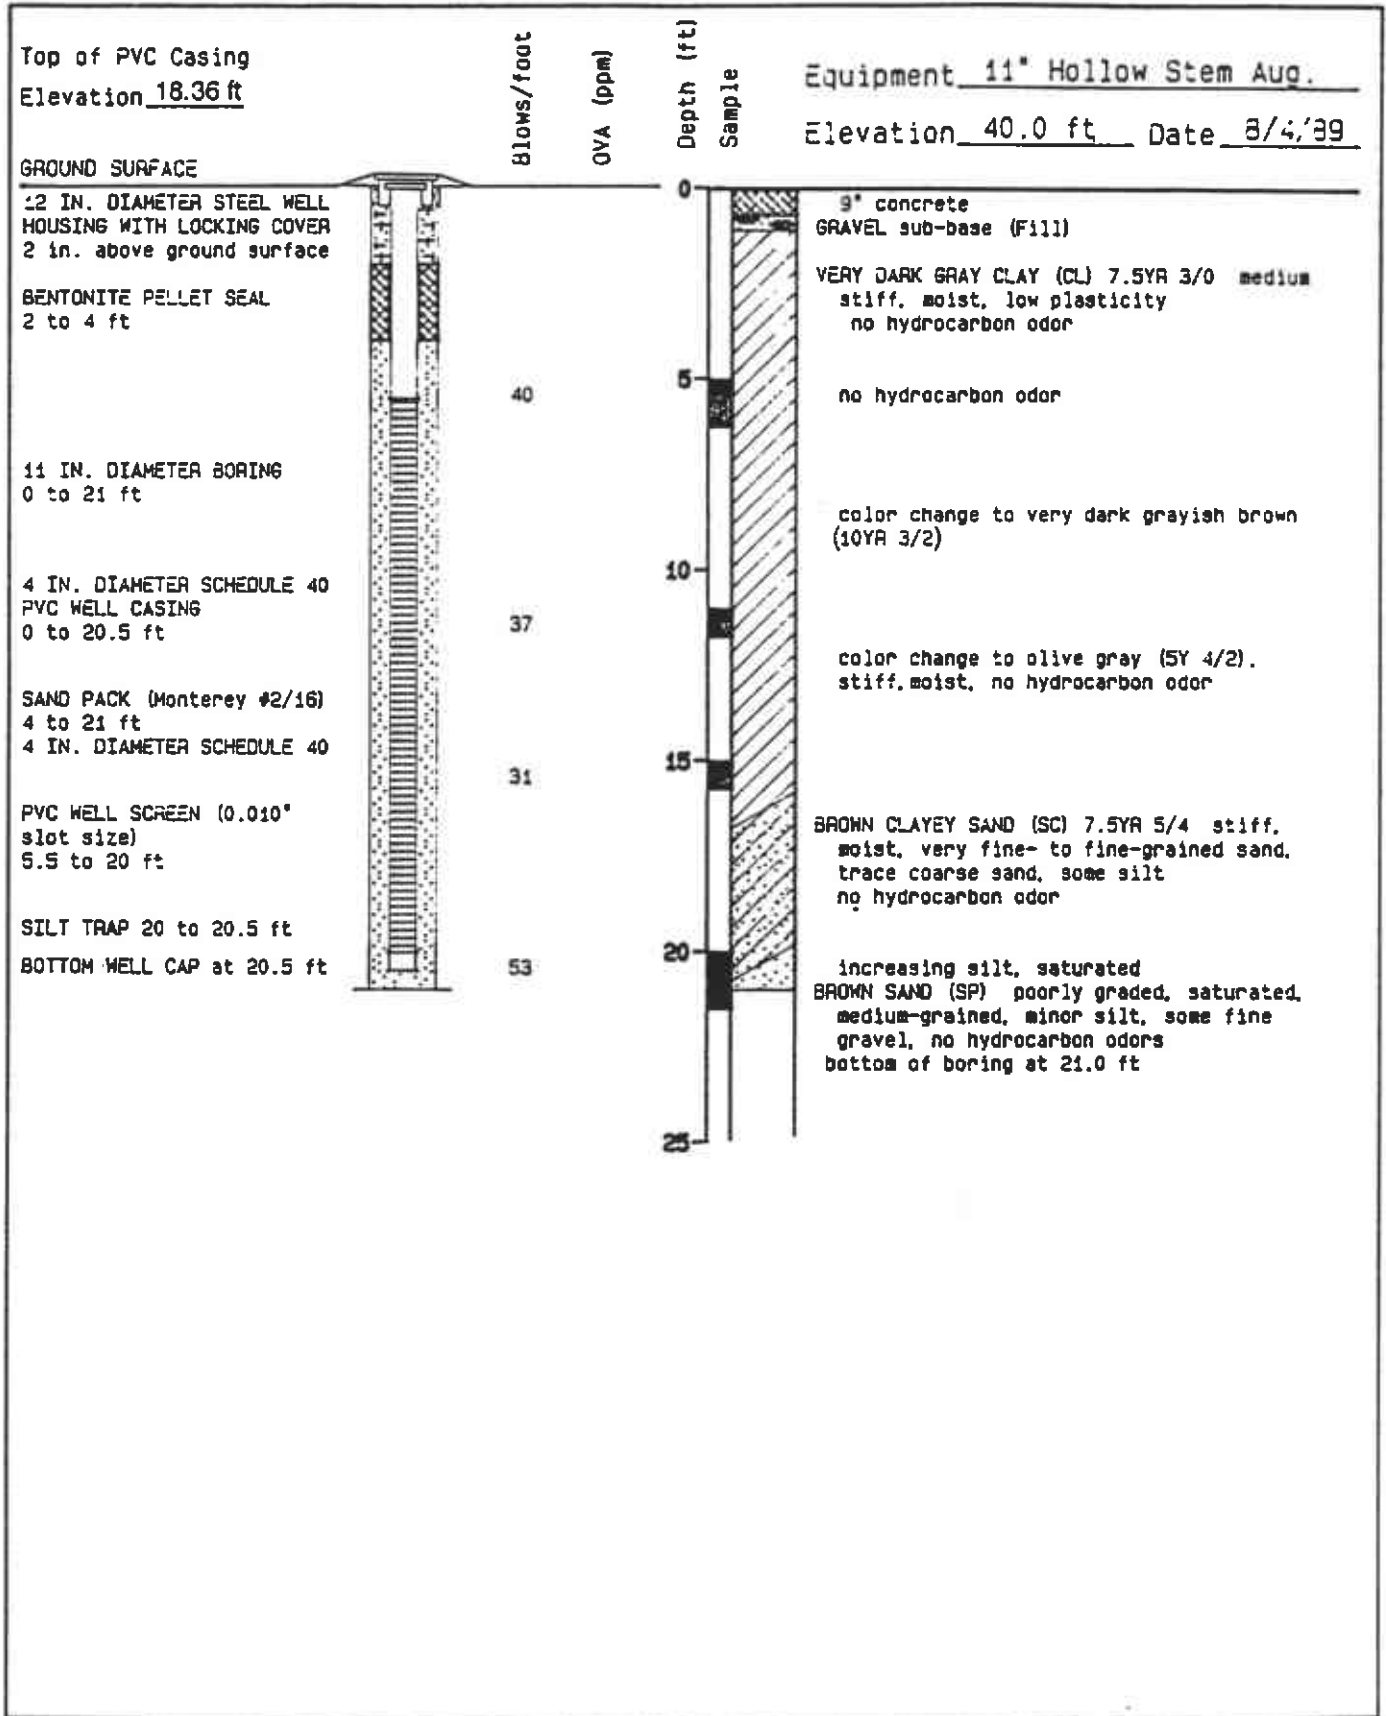 Top of PVC Casing
Elevation 18.36 ft
Blows/foot
OVA (ppm)
Depth (ft)
Sample
Equipment 11" Hollow Stem Aug.
Elevation 40.0 ft Date 8/4/89
GROUND SURFACE
12 IN. DIAMETER STEEL WELL
HOUSING WITH LOCKING COVER
2 in. above ground surface
BENTONITE PELLET SEAL
2 to 4 ft
11 IN. DIAMETER BORING
0 to 21 ft
4 IN. DIAMETER SCHEDULE 40
PVC WELL CASING
0 to 20.5 ft
SAND PACK (Monterey #2/16)
4 to 21 ft
4 IN. DIAMETER SCHEDULE 40
PVC WELL SCREEN (0.010"
slot size)
5.5 to 20 ft
SILT TRAP 20 to 20.5 ft
BOTTOM WELL CAP at 20.5 ft
40
37
31
53
0
5
10
15
20
25
9" concrete
GRAVEL sub-base (Fill)
VERY DARK GRAY CLAY (CL) 7.5YR 3/0 medium
stiff, moist, low plasticity
no hydrocarbon odor
no hydrocarbon odor
color change to very dark grayish brown
(10YR 3/2)
color change to olive gray (5Y 4/2).
stiff, moist, no hydrocarbon odor
BROWN CLAYEY SAND (SC) 7.5YR 5/4 stiff,
moist, very fine- to fine-grained sand,
trace coarse sand, some silt
no hydrocarbon odor
increasing silt, saturated
BROWN SAND (SP) poorly graded, saturated,
medium-grained, minor silt, some fine
gravel, no hydrocarbon odors
bottom of boring at 21.0 ft